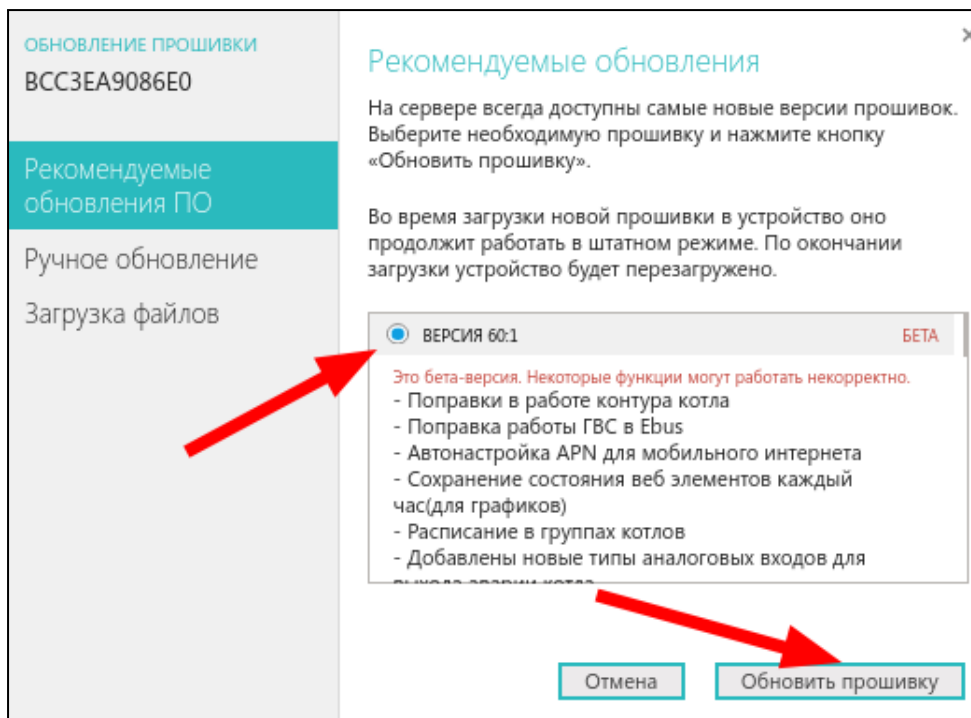 ОБНОВЛЕНИЕ ПРОШИВКИ
BCC3EA9086E0
Рекомендуемые
обновления ПО
Ручное обновление
Загрузка файлов
Рекомендуемые обновления
На сервере всегда доступны самые новые версии прошивок.
Выберите необходимую прошивку и нажмите кнопку
«Обновить прошивку».
Во время загрузки новой прошивки в устройство оно
продолжит работать в штатном режиме. По окончании
загрузки устройство будет перезагружено.
ВЕРСИЯ 60:1 БЕТА
Это бета-версия. Некоторые функции могут работать некорректно.
- Поправки в работе контура котла
- Поправка работы ГВС в Ebus
- Автонастройка APN для мобильного интернета
- Сохранение состояния веб элементов каждый
час(для графиков)
- Расписание в группах котлов
- Добавлены новые типы аналоговых входов для
выхода аварии котла
Отмена Обновить прошивку